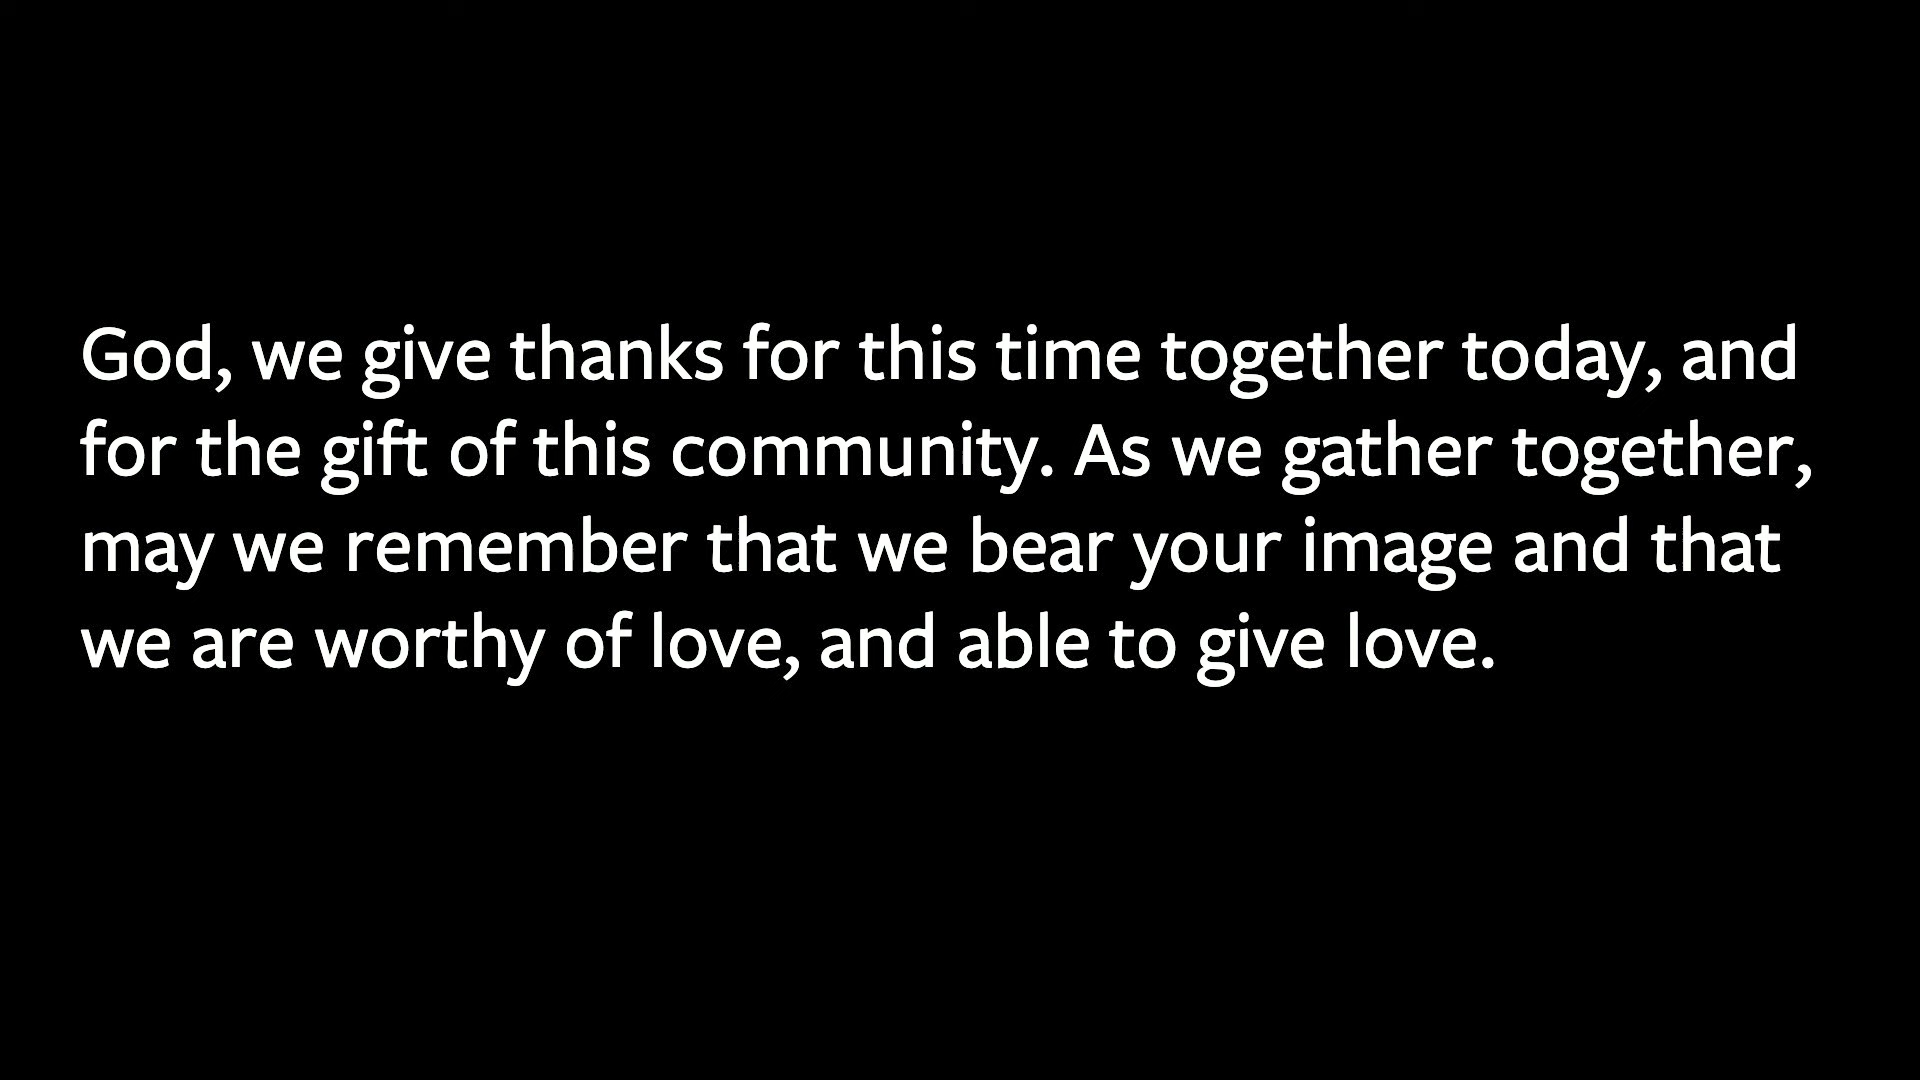 God, we give thanks for this time together today, and
for the gift of this community. As we gather together,
may we remember that we bear your image and that
we are worthy of love, and able to give love.